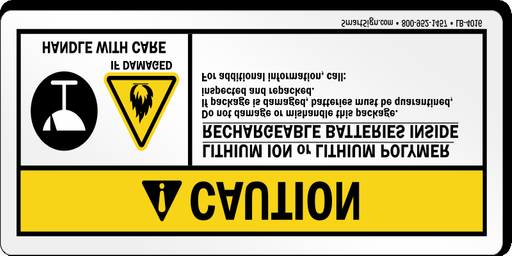 CAUTION
LITHIUM ION or LITHIUM POLYMER
RECHARGEABLE BATTERIES INSIDE
Do not damage or mishandle this package.
If package is damaged, batteries must be quarantined,
inspected and repacked.
For additional information, call:
IF DAMAGED
HANDLE WITH CARE
SmartSign.com • 800-952-1457 • LB-4016